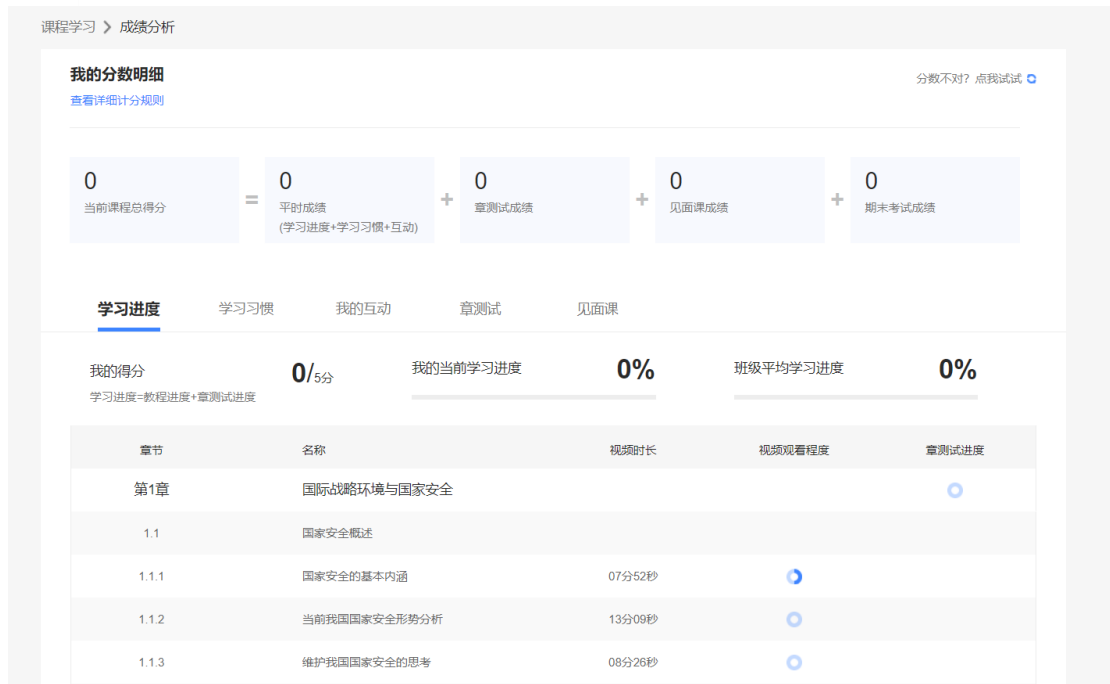 课程学习 > 成绩分析
我的分数明细
分数不对？点我试试
查看详细计分规则
0 0 0 0 0
当前课程总得分 = 平时成绩 + 章测试成绩 + 见面课成绩 + 期末考试成绩
(学习进度+学习习惯+互动)
学习进度 学习习惯 我的互动 章测试 见面课
我的得分 0/5分 我的当前学习进度 0% 班级平均学习进度 0%
学习进度=教程进度+章测试进度
章节 名称 视频时长 视频观看程度 章测试进度
第1章 国际战略环境与国家安全
1.1 国家安全概述
1.1.1 国家安全的基本内涵 07分52秒
1.1.2 当前我国国家安全形势分析 13分09秒
1.1.3 维护我国国家安全的思考 08分26秒